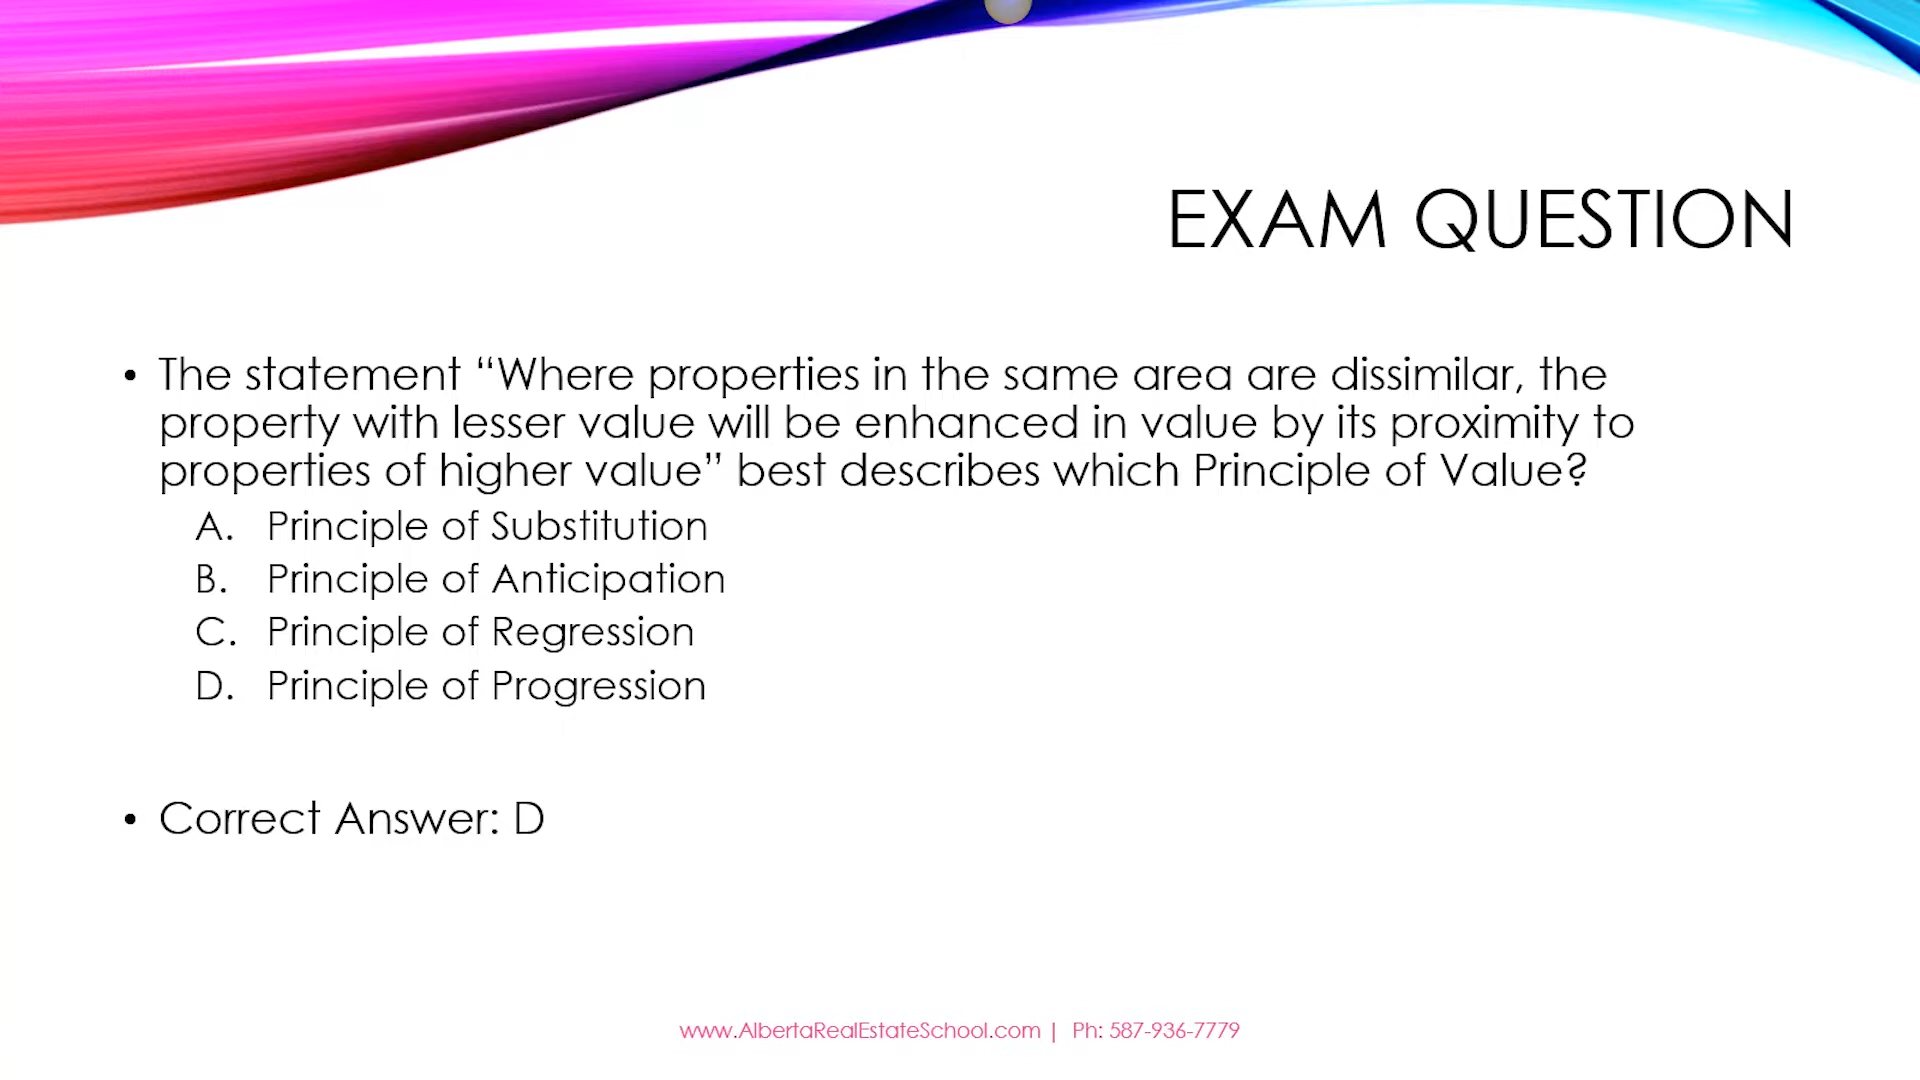 EXAM QUESTION
• The statement “Where properties in the same area are dissimilar, the
property with lesser value will be enhanced in value by its proximity to
properties of higher value” best describes which Principle of Value?
A. Principle of Substitution
B. Principle of Anticipation
C. Principle of Regression
D. Principle of Progression
• Correct Answer: D
www.AlbertaRealEstateSchool.com | Ph: 587-936-7779